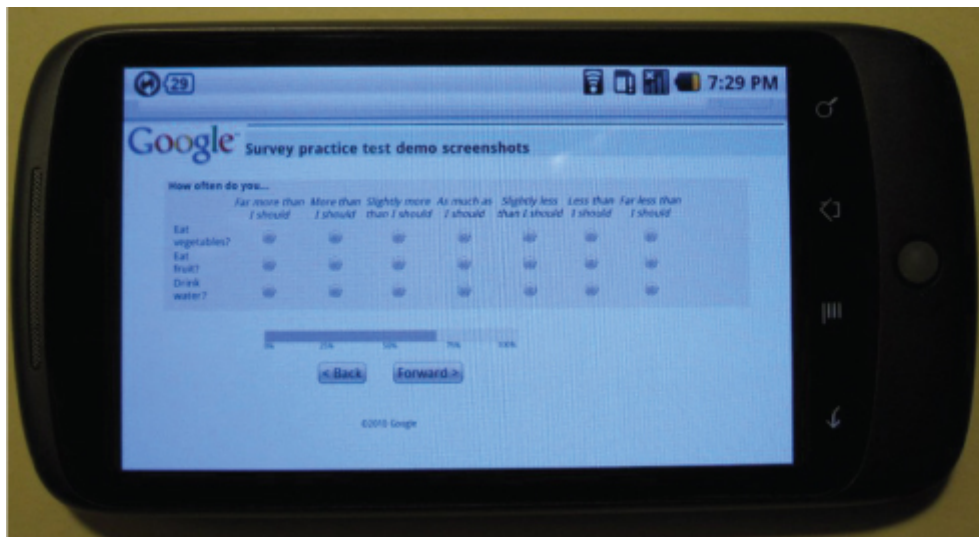 29 7:29 PM
Google Survey practice test demo screenshots
How often do you...
Far more than More than Slightly more As much as Slightly less Less than Far less than
I should I should than I should I should than I should I should I should
Eat
vegetables?
Eat
fruit?
Drink
water?
0% 25% 50% 75% 100%
< Back Forward >
©2010 Google